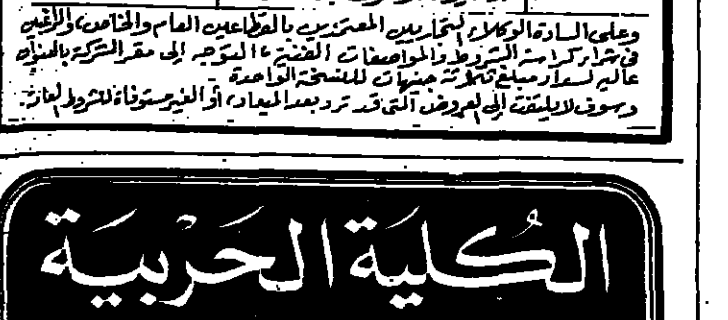 وعلى السادة الوكلاء التجاريين المعتمدين بالقطاعين العام والخاص والراغبين
في شراء كراسة الشروط والمواصفات الفنية، التوجه إلى مقر الشركة بالعنوان
عاليه لسداد مبلغ ثلاثة جنيهات للنسخة الواحدة -
وسوف لا يلتفت إلى العروض التي قد ترد بعد الميعاد، أو الغير مستوفاة للشروط
الكلية الحربية